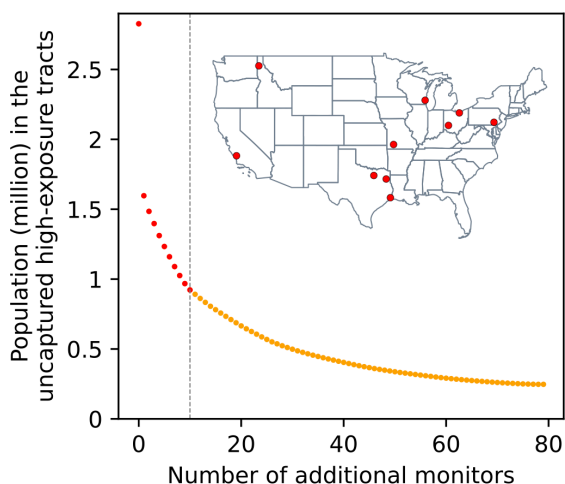 Population (million) in the
uncaptured high-exposure tracts
2.5
2
1.5
1
0.5
0
0 20 40 60 80
Number of additional monitors